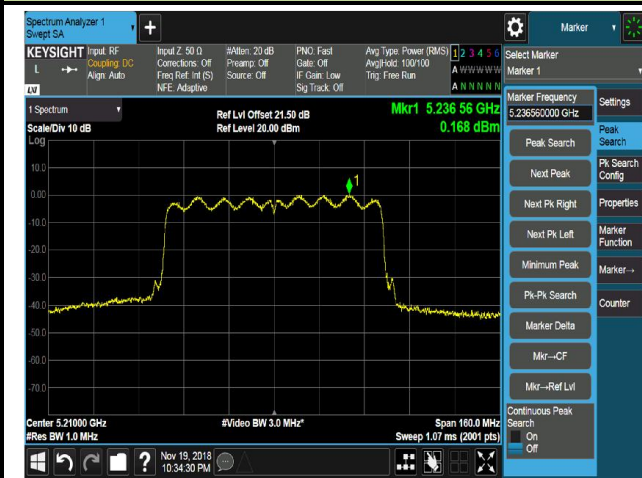 Spectrum Analyzer 1
Swept SA
+
Marker
KEYSIGHT
L
LXI
Input: RF
Coupling: DC
Align: Auto
Input Z: 50 Ω
Corrections: Off
Freq Ref: Int (S)
NFE: Adaptive
#Atten: 20 dB
Preamp: Off
Source: Off
PNO: Fast
Gate: Off
IF Gain: Low
Sig Track: Off
Avg Type: Power (RMS)
Avg|Hold: 100/100
Trig: Free Run
1 2 3 4 5 6
A W W W W W
A N N N N N
Select Marker
Marker 1
1 Spectrum
Scale/Div 10 dB
Log
Ref Lvl Offset 21.50 dB
Ref Level 20.00 dBm
Mkr1 5.236 56 GHz
0.168 dBm
10.0
0.00
-10.0
-20.0
-30.0
-40.0
-50.0
-60.0
-70.0
1
Center 5.21000 GHz
#Res BW 1.0 MHz
#Video BW 3.0 MHz*
Span 160.0 MHz
Sweep 1.07 ms (2001 pts)
Marker Frequency
5.236560000 GHz
Peak Search
Next Peak
Next Pk Right
Next Pk Left
Minimum Peak
Pk-Pk Search
Marker Delta
Mkr→CF
Mkr→Ref Lvl
Continuous Peak
Search
On
Off
Settings
Peak
Search
Pk Search
Config
Properties
Marker
Function
Marker→
Counter
?
Nov 19, 2018
10:34:30 PM